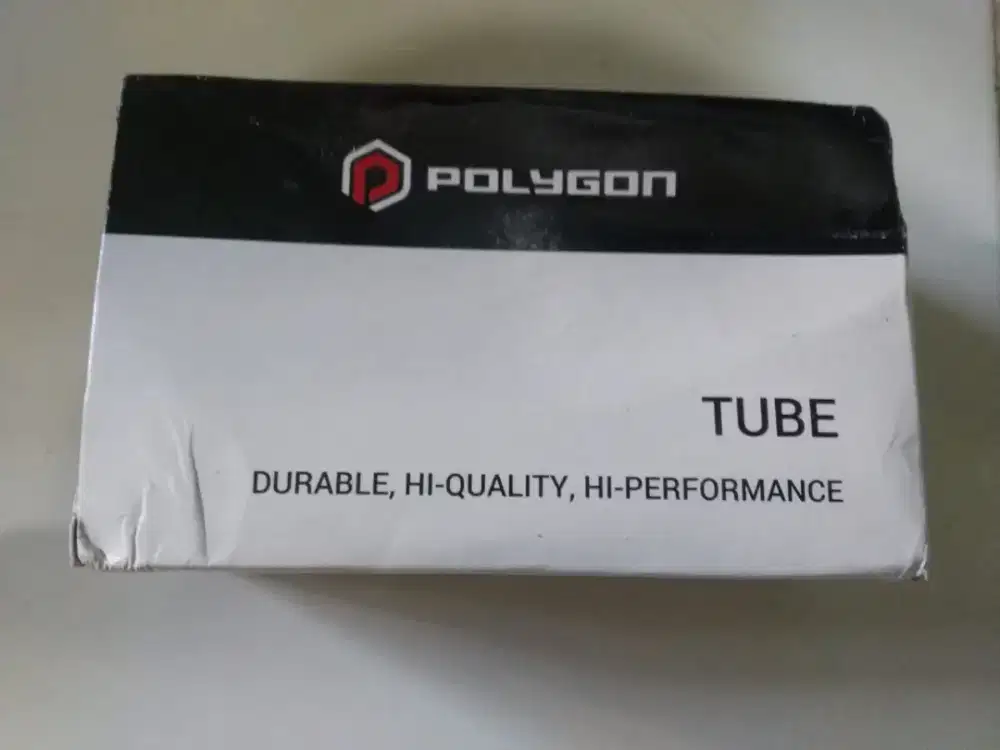 POLYGON
TUBE
DURABLE, HI-QUALITY, HI-PERFORMANCE